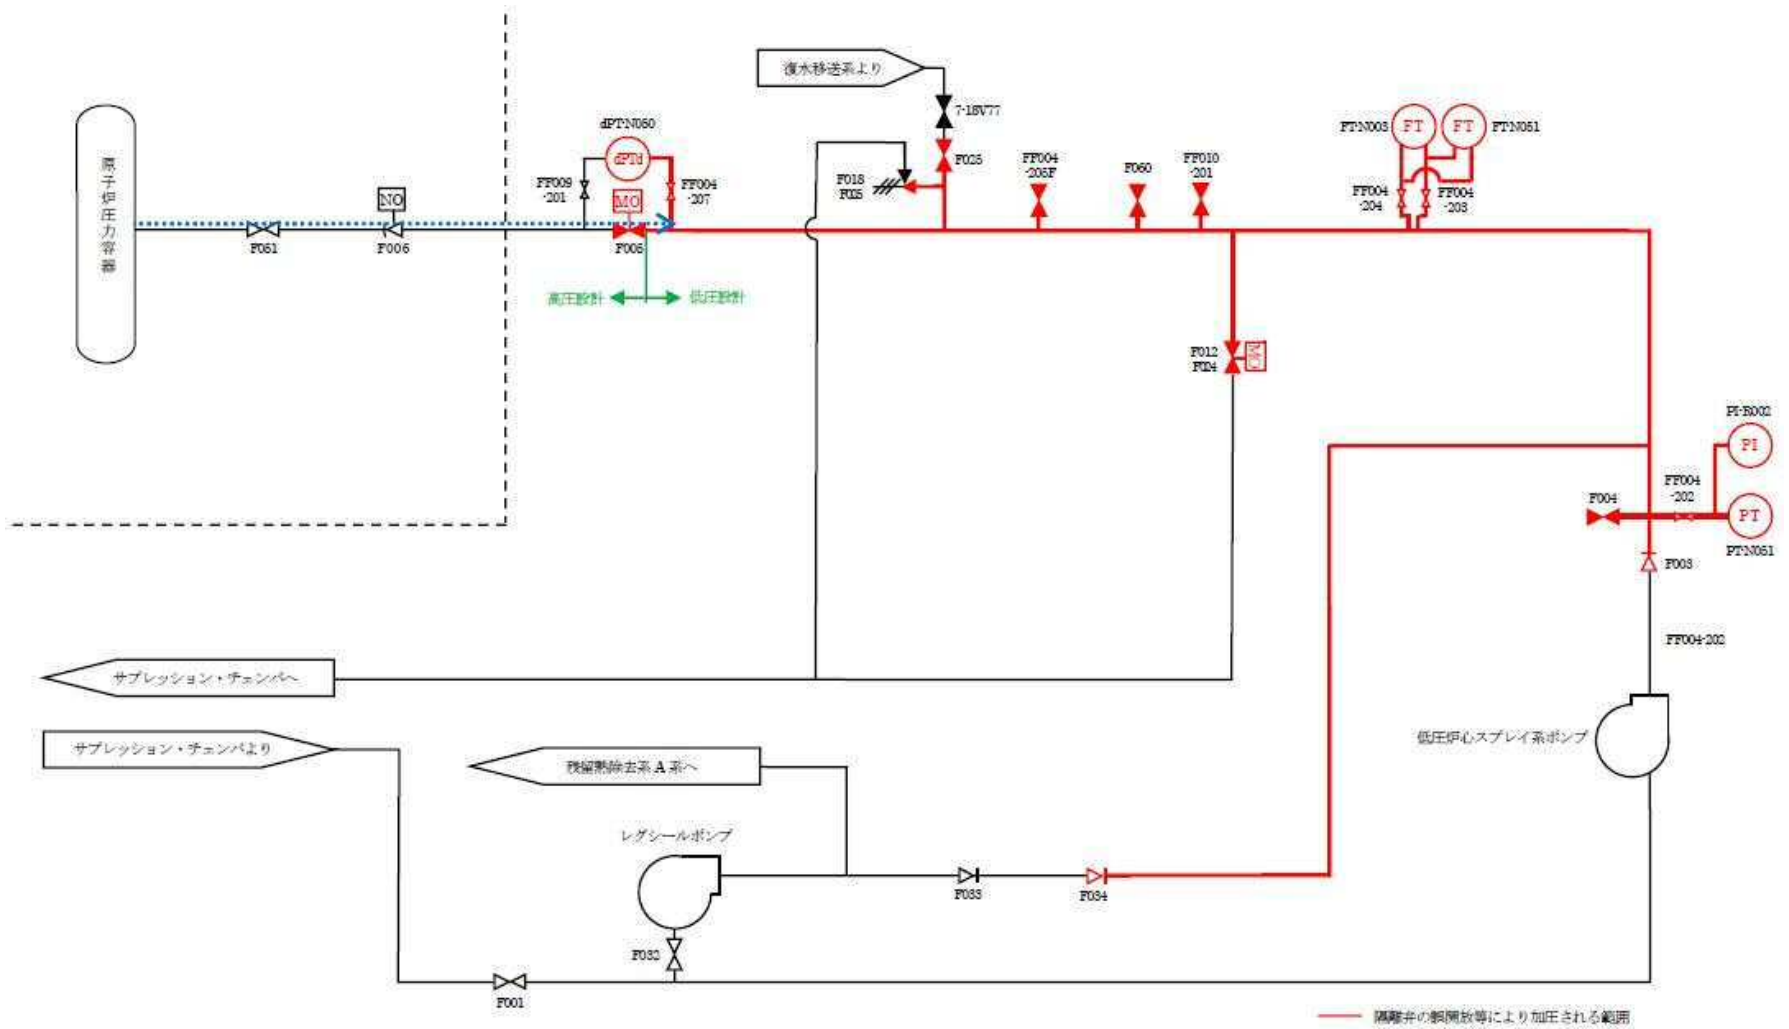 復水移送系より
7-18V77
原子炉圧力容器
dPT-N050
dPTd
FF009
-201
FF004
-207
NO
MO
F051
F006
F005
高圧設計
低圧設計
F018
F025
F025
FF004
-205F
F060
FF010
-201
FT-N003
FT
FT
FT-N051
FF004
-204
FF004
-203
F012
F024
MO
PI-R002
PI
FF004
-202
F004
PT
PT-N051
F003
FF004-202
サプレッション・チェンバへ
サプレッション・チェンバより
残留熱除去系A系へ
低圧炉心スプレイ系ポンプ
レグシールポンプ
F033
F034
F032
F001
隔離弁の誤開放等により加圧される範囲